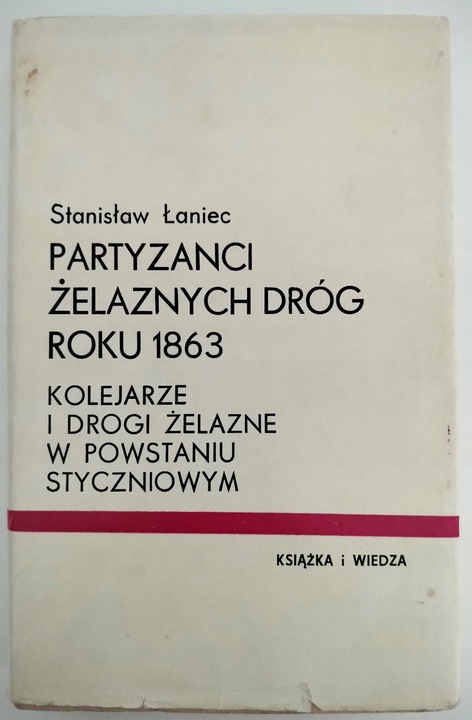 Stanisław Łaniec
PARTYZANCI
ŻELAZNYCH DRÓG
ROKU 1863
KOLEJARZE
I DROGI ŻELAZNE
W POWSTANIU
STYCZNIOWYM
KSIĄŻKA i WIEDZA